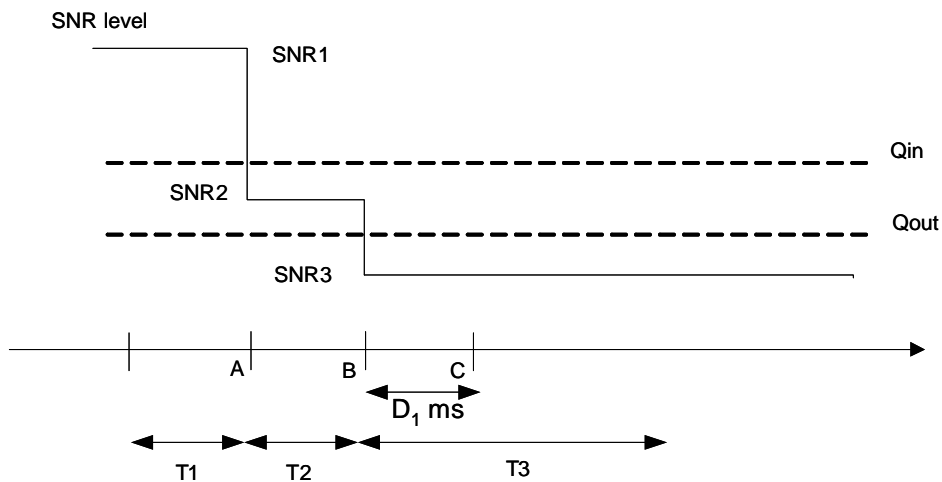 SNR level
SNR1
Qin
SNR2
Qout
SNR3
A
B
C
D₁ ms
T1
T2
T3